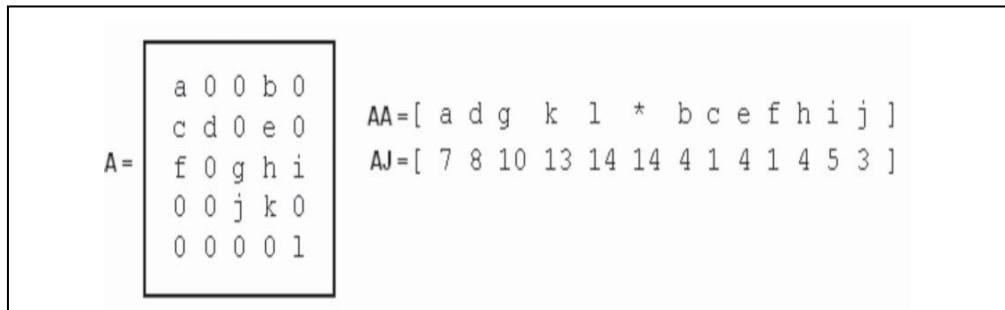 A =
a 0 0 b 0
c d 0 e 0
f 0 g h i
0 0 j k 0
0 0 0 0 l
AA = [ a d g k l * b c e f h i j ]
AJ = [ 7 8 10 13 14 14 4 1 4 1 4 5 3 ]